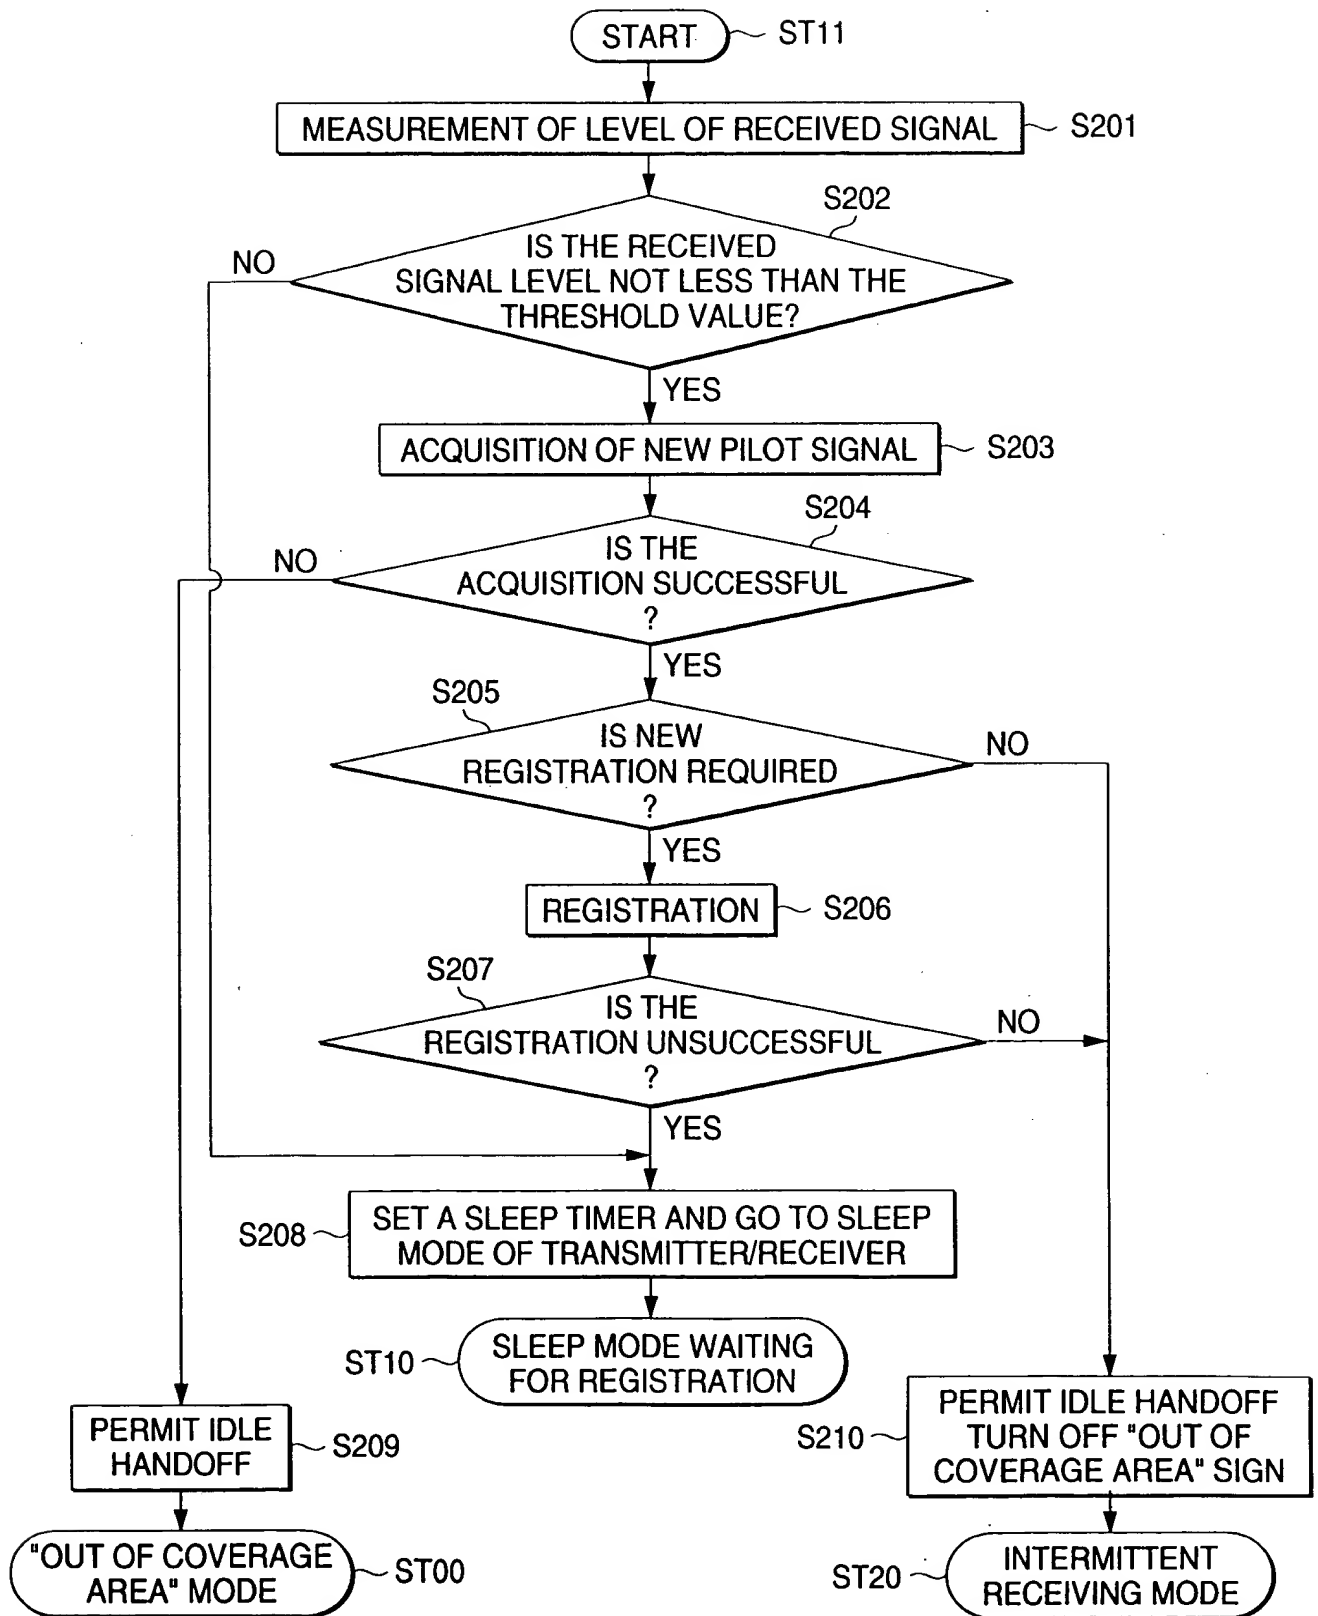 START
ST11
MEASUREMENT OF LEVEL OF RECEIVED SIGNAL
S201
S202
IS THE RECEIVED
SIGNAL LEVEL NOT LESS THAN THE
THRESHOLD VALUE?
NO
YES
ACQUISITION OF NEW PILOT SIGNAL
S203
S204
IS THE
ACQUISITION SUCCESSFUL
?
NO
YES
S205
IS NEW
REGISTRATION REQUIRED
?
NO
YES
REGISTRATION
S206
S207
IS THE
REGISTRATION UNSUCCESSFUL
?
NO
YES
S208
SET A SLEEP TIMER AND GO TO SLEEP
MODE OF TRANSMITTER/RECEIVER
ST10
SLEEP MODE WAITING
FOR REGISTRATION
PERMIT IDLE
HANDOFF
S209
S210
PERMIT IDLE HANDOFF
TURN OFF "OUT OF
COVERAGE AREA" SIGN
"OUT OF COVERAGE
AREA" MODE
ST00
ST20
INTERMITTENT
RECEIVING MODE